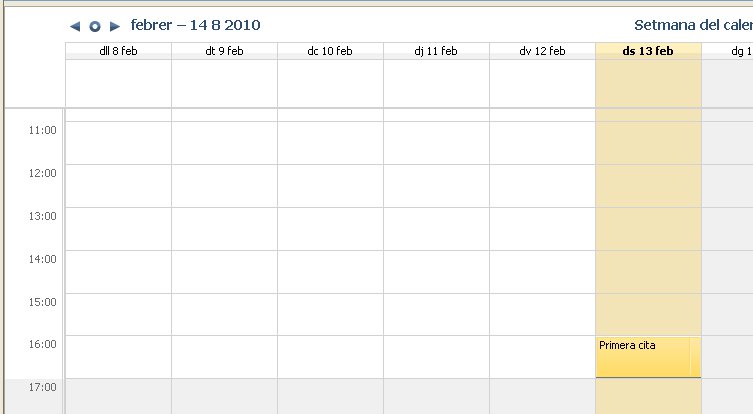 febrer – 14 8 2010 Setmana del caler
dll 8 feb dt 9 feb dc 10 feb dj 11 feb dv 12 feb ds 13 feb dg 1
11:00
12:00
13:00
14:00
15:00
16:00 Primera cita
17:00